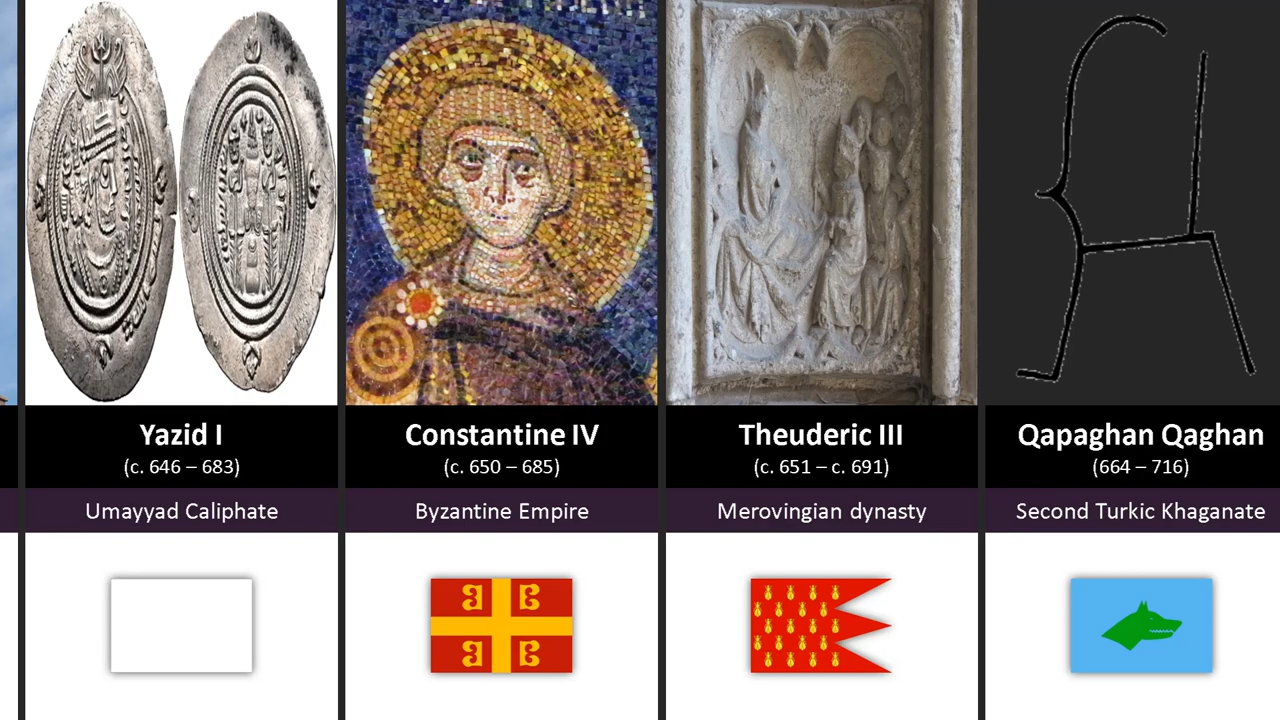 Yazid I
(c. 646 – 683)
Umayyad Caliphate
Constantine IV
(c. 650 – 685)
Byzantine Empire
Theuderic III
(c. 651 – c. 691)
Merovingian dynasty
Qapaghan Qaghan
(664 – 716)
Second Turkic Khaganate